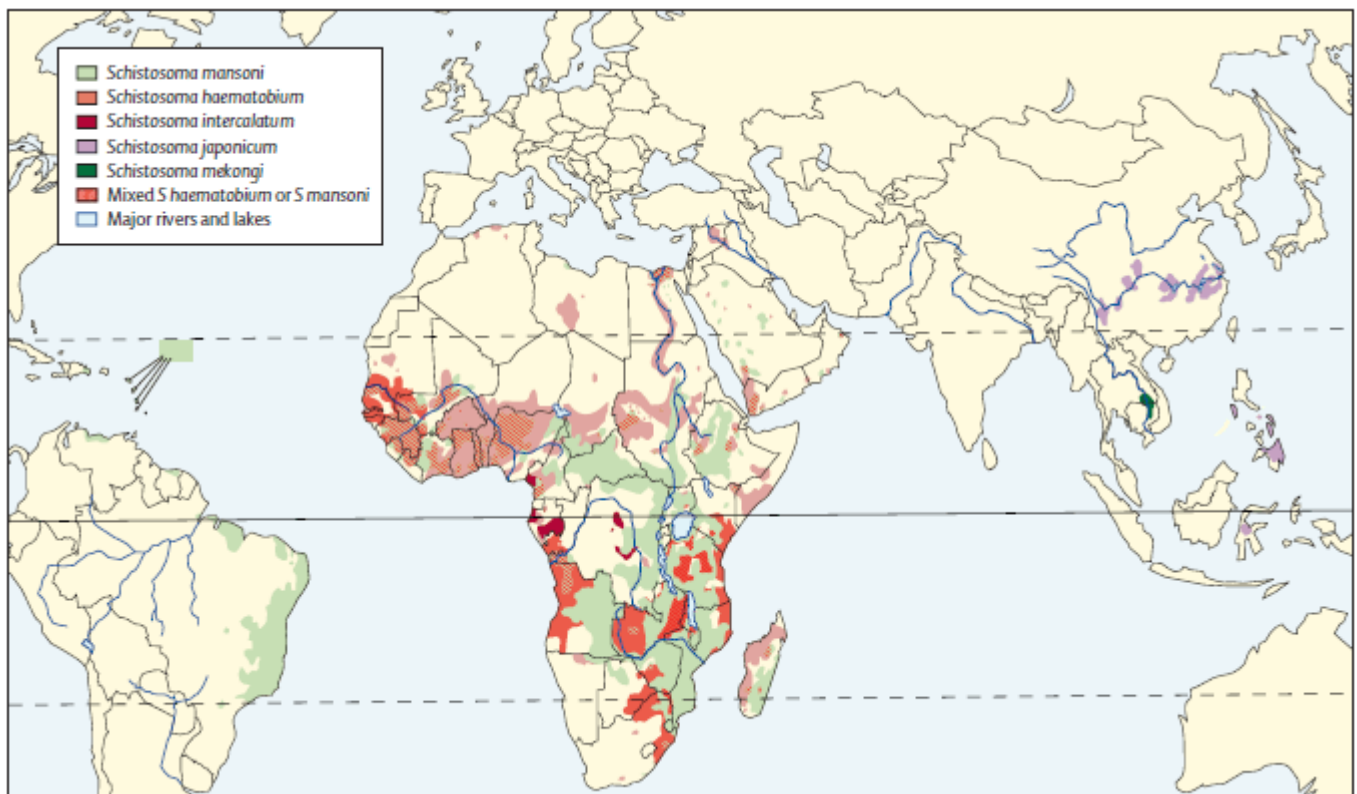 Schistosoma mansoni
Schistosoma haematobium
Schistosoma intercalatum
Schistosoma japonicum
Schistosoma mekongi
Mixed S haematobium or S mansoni
Major rivers and lakes